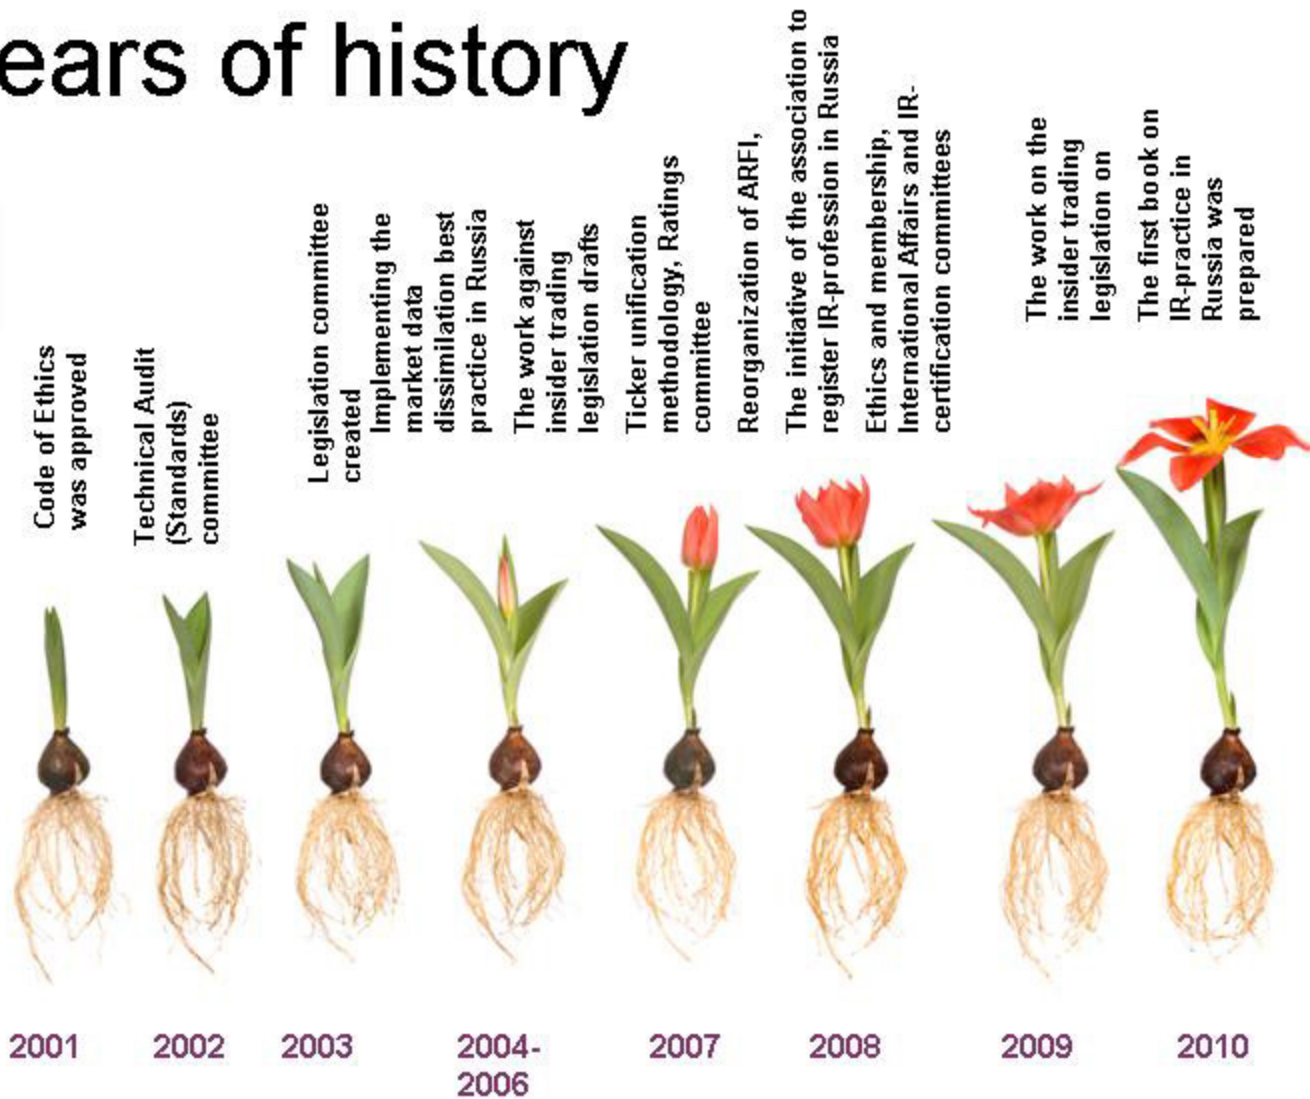 ears of history
Code of Ethics
was approved
Technical Audit
(Standards)
committee
Legislation committee
created
Implementing the
market data
dissimilation best
practice in Russia
The work against
insider trading
legislation drafts
Ticker unification
methodology, Ratings
committee
Reorganization of ARFI,
The initiative of the association to
register IR-profession in Russia
Ethics and membership,
International Affairs and IR-
certification committees
The work on the
insider trading
legislation on
The first book on
IR-practice in
Russia was
prepared
2001
2002
2003
2004-
2006
2007
2008
2009
2010